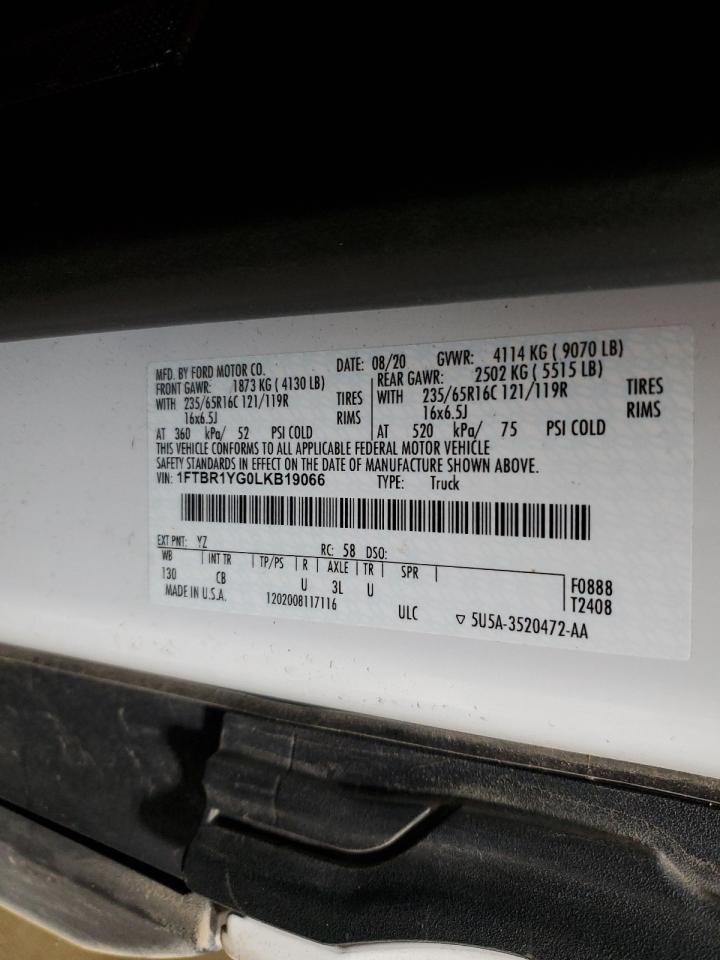 MFD. BY FORD MOTOR CO. DATE: 08/20 GVWR: 4114 KG ( 9070 LB)
FRONT GAWR: 1873 KG ( 4130 LB) REAR GAWR: 2502 KG ( 5515 LB)
WITH 235/65R16C 121/119R TIRES WITH 235/65R16C 121/119R TIRES
16x6.5J RIMS 16x6.5J RIMS
AT 360 kPa/ 52 PSI COLD AT 520 kPa/ 75 PSI COLD
THIS VEHICLE CONFORMS TO ALL APPLICABLE FEDERAL MOTOR VEHICLE
SAFETY STANDARDS IN EFFECT ON THE DATE OF MANUFACTURE SHOWN ABOVE.
VIN: 1FTBR1YG0LKB19066 TYPE: Truck
EXT PNT: YZ RC: 58 DSO:
WB INT TR TP/PS R AXLE TR SPR
130 CB U 3L U F0888
MADE IN U.S.A. 1202008117116 T2408
ULC 5U5A-3520472-AA